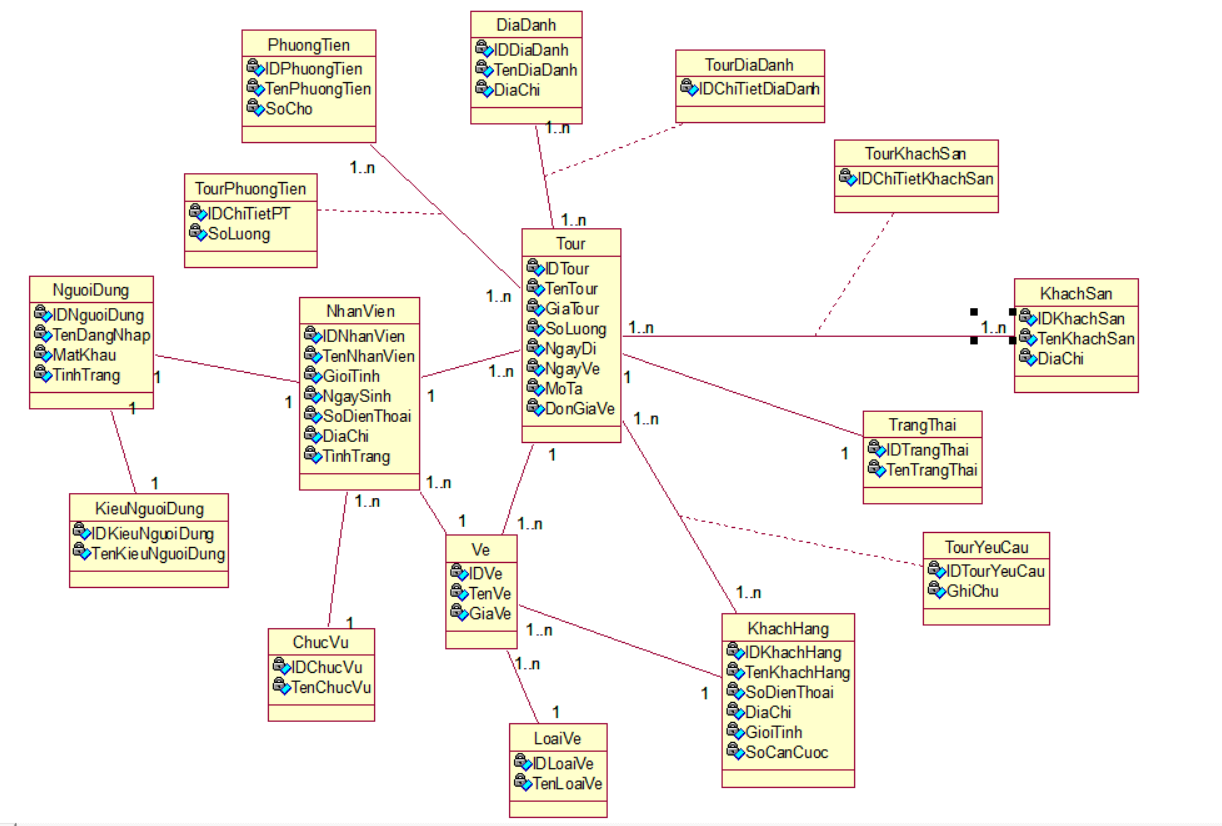 DiaDanh
IDDiaDanh
TenDiaDanh
DiaChi
1..n
1..n
PhuongTien
IDPhuongTien
TenPhuongTien
SoCho
1..n
1..n
TourDiaDanh
IDChiTietDiaDanh
TourKhachSan
IDChiTietKhachSan
TourPhuongTien
IDChiTietPT
SoLuong
Tour
IDTour
TenTour
GiaTour
SoLuong
NgayDi
NgayVe
MoTa
DonGiaVe
1..n
1..n
KhachSan
IDKhachSan
TenKhachSan
DiaChi
NguoiDung
IDNguoiDung
TenDangNhap
MatKhau
TinhTrang
1
1
1
1
NhanVien
IDNhanVien
TenNhanVien
GioiTinh
NgaySinh
SoDienThoai
DiaChi
TinhTrang
1..n
1
1
1
TrangThai
IDTrangThai
TenTrangThai
KieuNguoiDung
IDKieuNguoiDung
TenKieuNguoiDung
1..n
1
1..n
1
1
1..n
Ve
IDVe
TenVe
GiaVe
1..n
1..n
TourYeuCau
IDTourYeuCau
GhiChu
ChucVu
IDChucVu
TenChucVu
1..n
1
1..n
1
KhachHang
IDKhachHang
TenKhachHang
SoDienThoai
DiaChi
GioiTinh
SoCanCuoc
LoaiVe
IDLoaiVe
TenLoaiVe